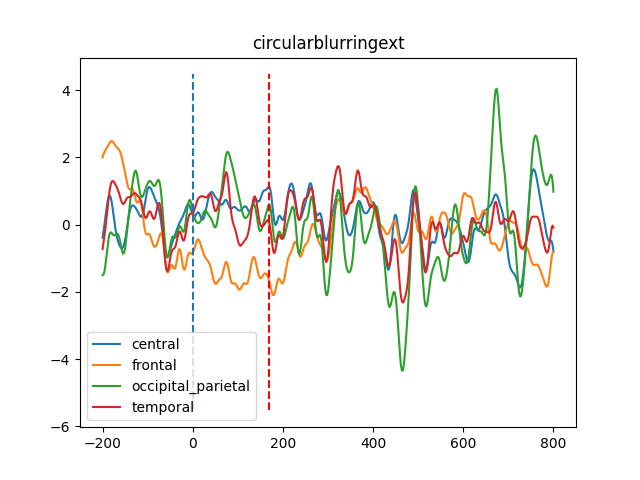 circularblurringext
4
2
0
−2
−4
−6
central
frontal
occipital_parietal
temporal
−200
0
200
400
600
800